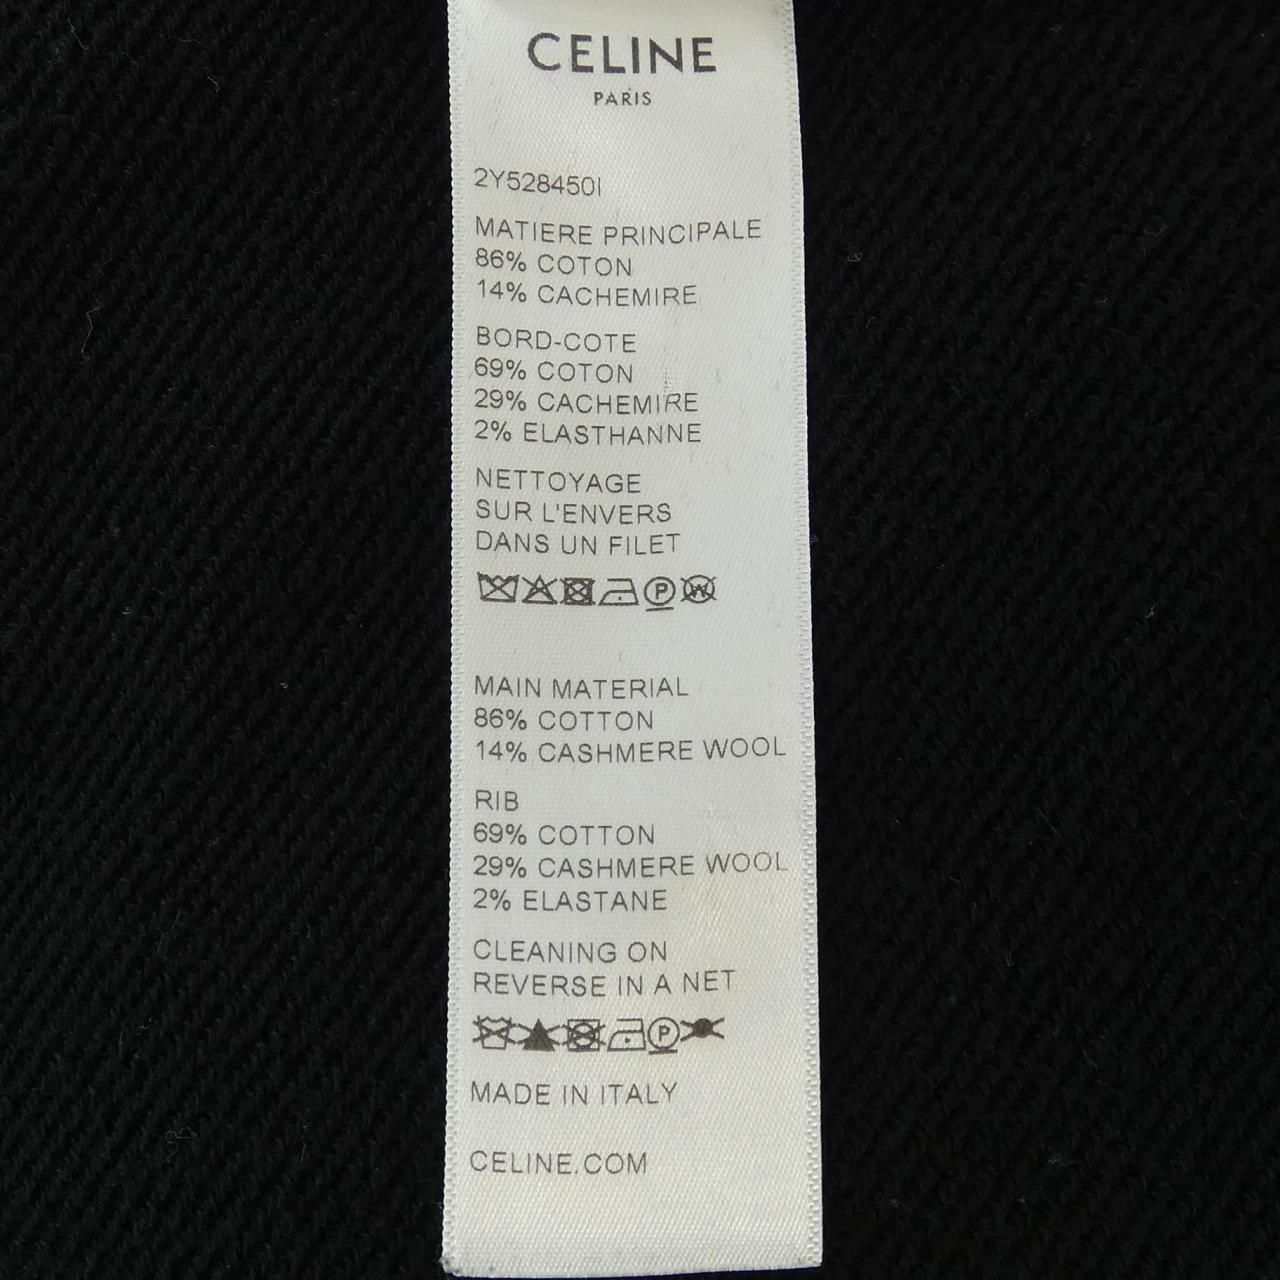 CELINE
PARIS
2Y528450I
MATIERE PRINCIPALE
86% COTON
14% CACHEMIRE
BORD-COTE
69% COTON
29% CACHEMIRE
2% ELASTHANNE
NETTOYAGE
SUR L'ENVERS
DANS UN FILET
P W
MAIN MATERIAL
86% COTTON
14% CASHMERE WOOL
RIB
69% COTTON
29% CASHMERE WOOL
2% ELASTANE
CLEANING ON
REVERSE IN A NET
P
MADE IN ITALY
CELINE.COM